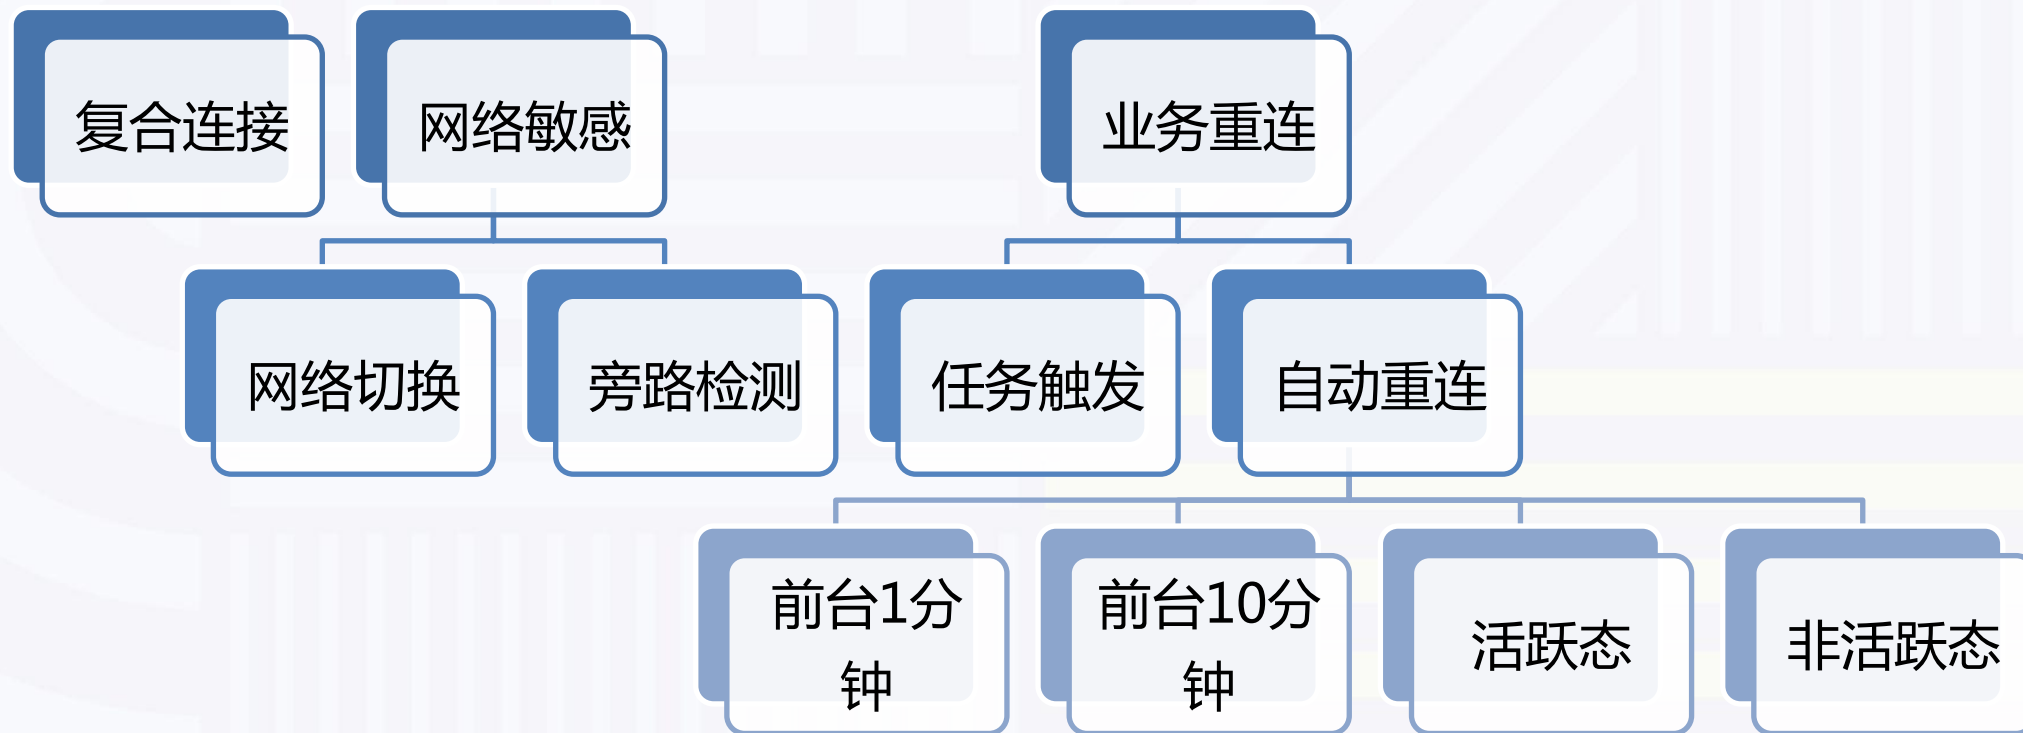 复合连接
网络敏感
业务重连
网络切换
旁路检测
任务触发
自动重连
前台1分
钟
前台10分
钟
活跃态
非活跃态